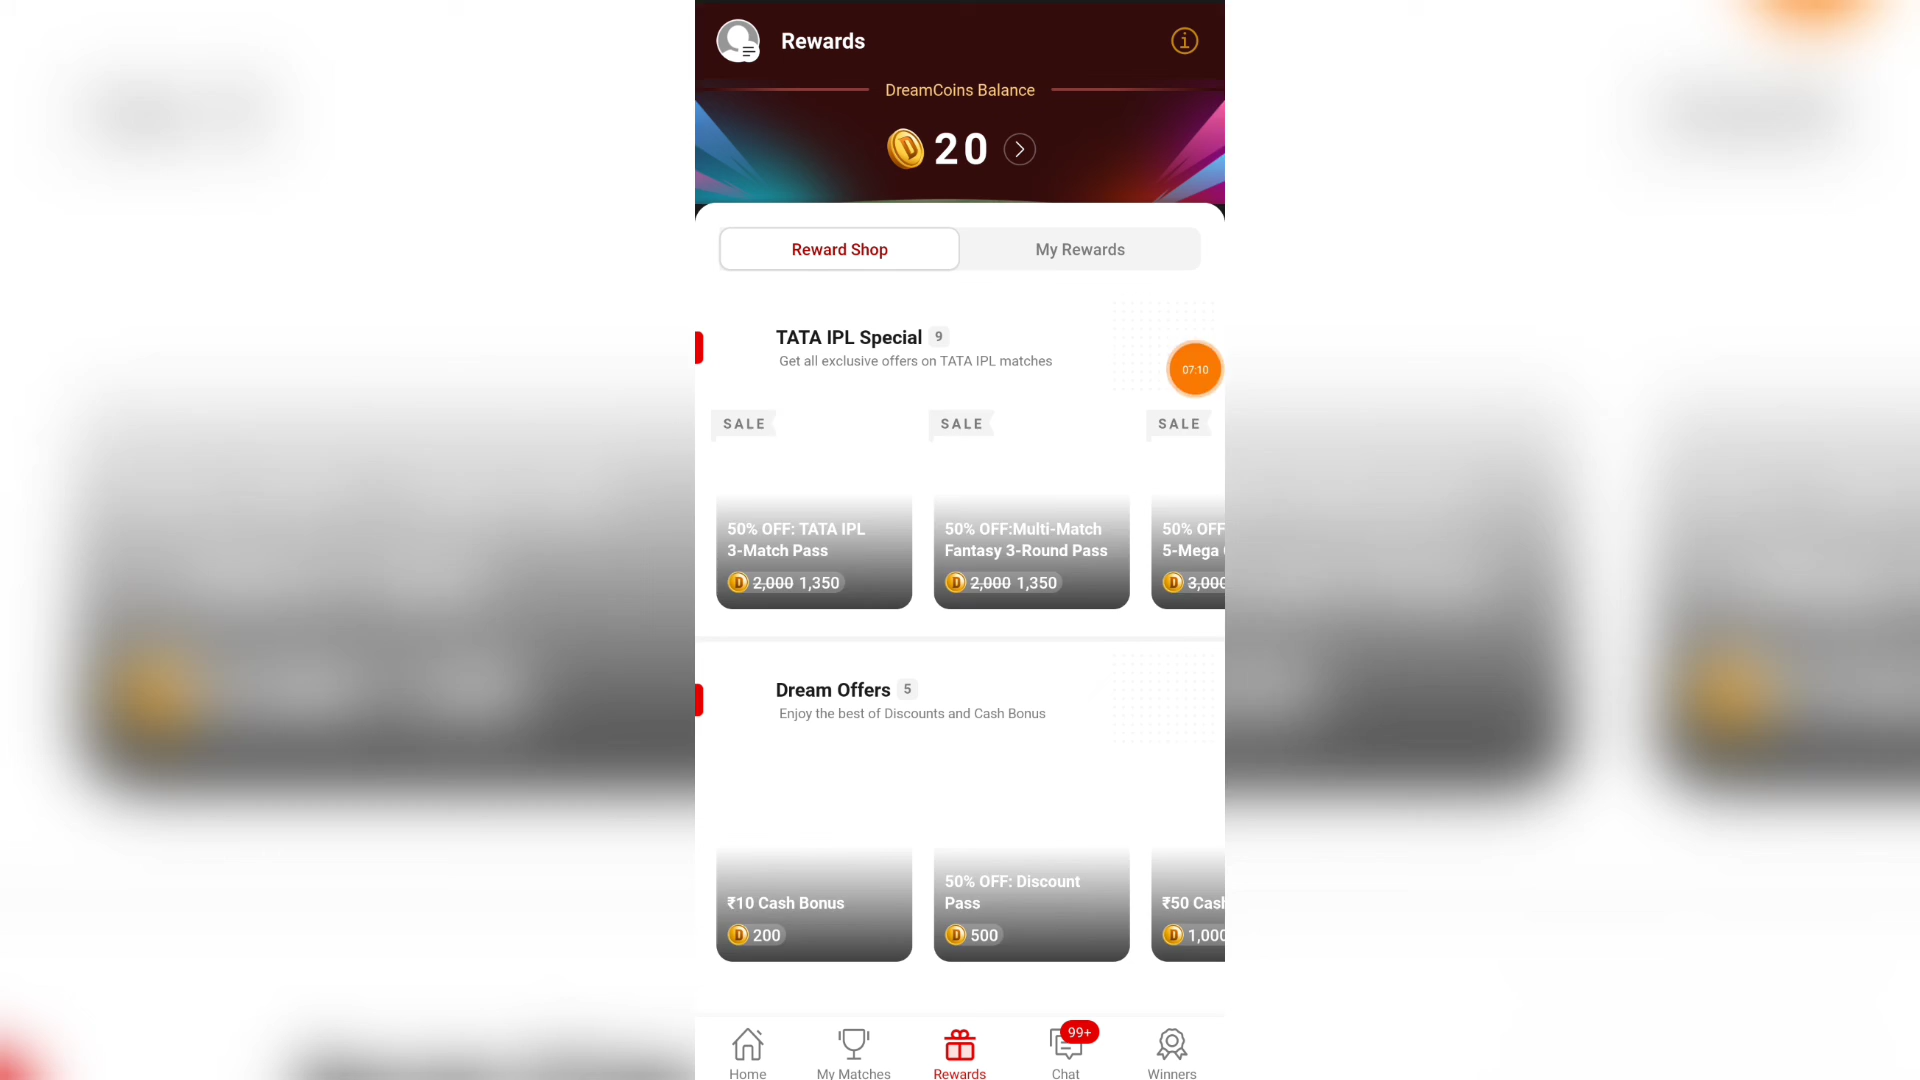 Rewards
DreamCoins Balance
20
Reward Shop
My Rewards
TATA IPL Special 9
Get all exclusive offers on TATA IPL matches
07:10
SALE
SALE
SALE
50% OFF: TATA IPL
3-Match Pass
2,000 1,350
50% OFF:Multi-Match
Fantasy 3-Round Pass
2,000 1,350
50% OFF
5-Mega
3,000
Dream Offers 5
Enjoy the best of Discounts and Cash Bonus
₹10 Cash Bonus
200
50% OFF: Discount
Pass
500
₹50 Cash
1,000
99+
Home
My Matches
Rewards
Chat
Winners